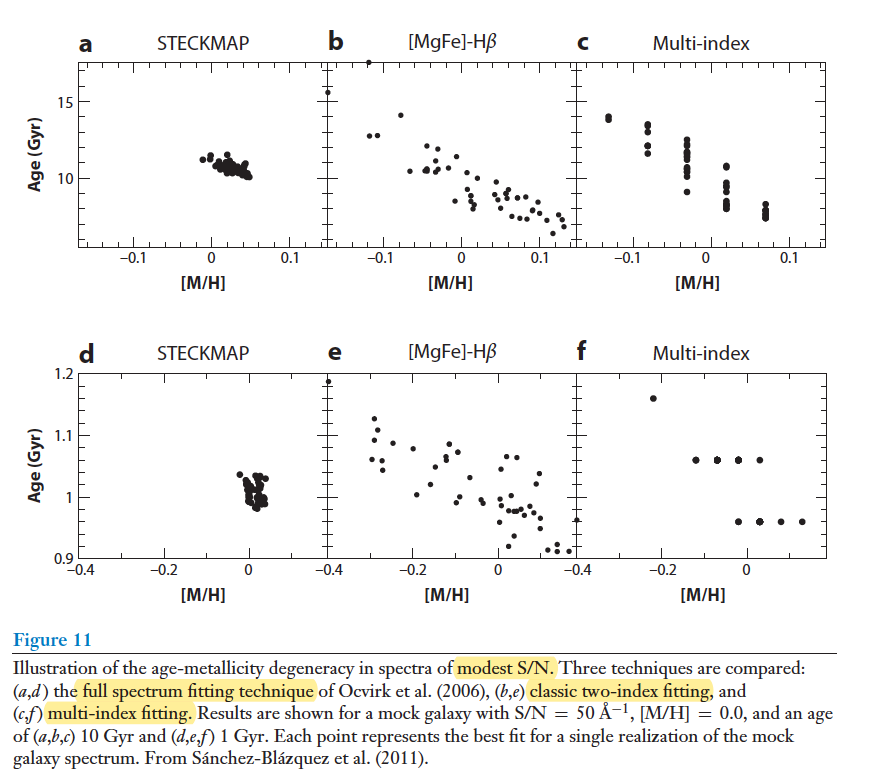 a STECKMAP b [MgFe]-Hβ c Multi-index
15
10
Age (Gyr)
−0.1 0 0.1 −0.1 0 0.1 −0.1 0 0.1
[M/H] [M/H] [M/H]
d STECKMAP e [MgFe]-Hβ f Multi-index
1.2
1.1
1
0.9
Age (Gyr)
−0.4 −0.2 0 −0.4 −0.2 0 −0.4 −0.2 0
[M/H] [M/H] [M/H]
Figure 11
Illustration of the age-metallicity degeneracy in spectra of modest S/N. Three techniques are compared:
(a,d) the full spectrum fitting technique of Ocvirk et al. (2006), (b,e) classic two-index fitting, and
(c,f) multi-index fitting. Results are shown for a mock galaxy with S/N = 50 Å⁻¹, [M/H] = 0.0, and an age
of (a,b,c) 10 Gyr and (d,e,f) 1 Gyr. Each point represents the best fit for a single realization of the mock
galaxy spectrum. From Sánchez-Blázquez et al. (2011).